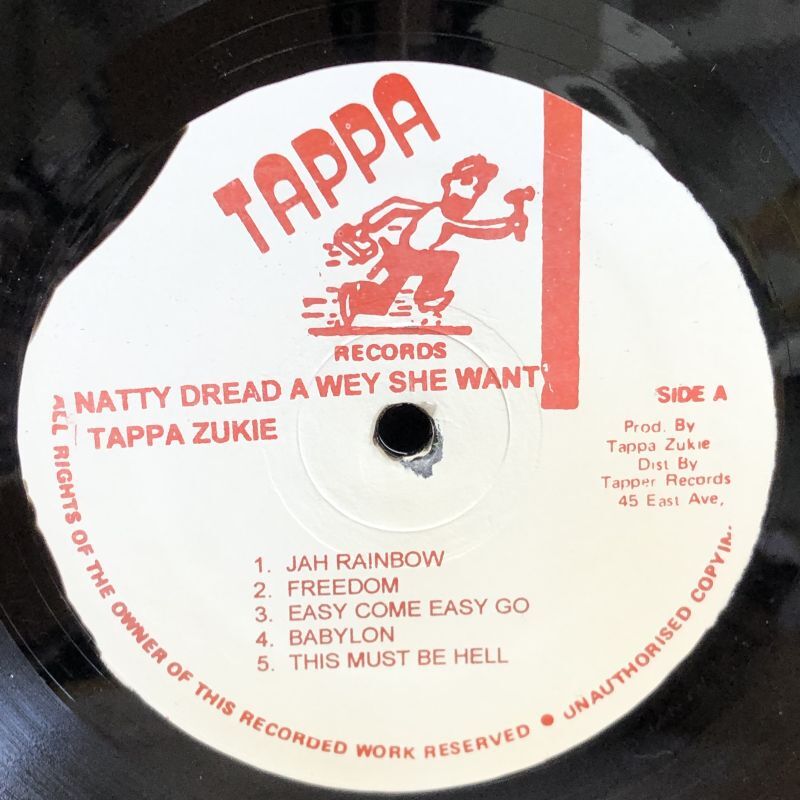 TAPPA
RECORDS
NATTY DREAD A WEY SHE WANT
TAPPA ZUKIE
SIDE A
Prod. By
Tappa Zukie
Dist By
Tapper Records
45 East Ave,
1. JAH RAINBOW
2. FREEDOM
3. EASY COME EASY GO
4. BABYLON
5. THIS MUST BE HELL
ALL RIGHTS OF THE OWNER OF THIS RECORDED WORK RESERVED ● UNAUTHORISED COPYIN